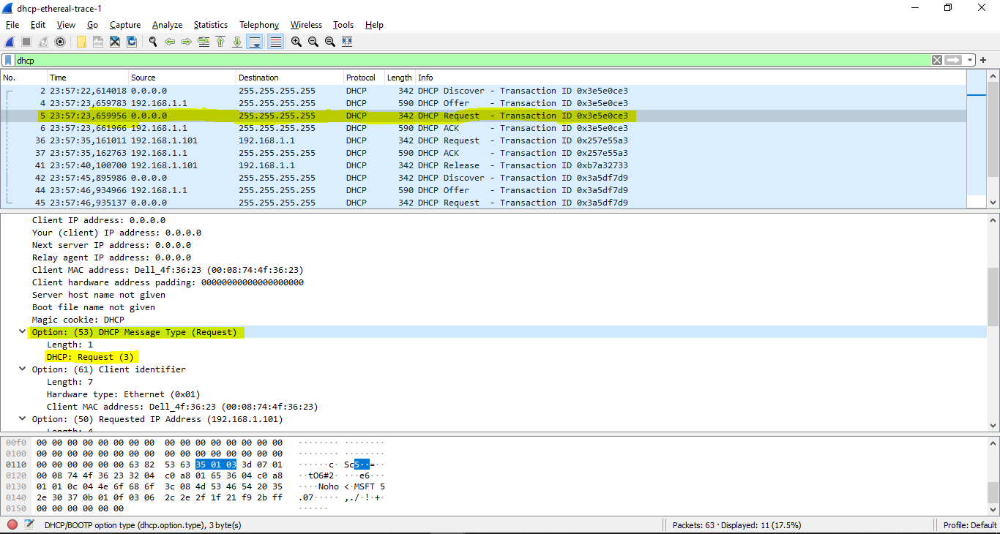 dhcp-ethereal-trace-1
File Edit View Go Capture Analyze Statistics Telephony Wireless Tools Help
dhcp
No. Time Source Destination Protocol Length Info
2 23:57:22,614018 0.0.0.0 255.255.255.255 DHCP 342 DHCP Discover - Transaction ID 0x3e5e0ce3
4 23:57:23,659783 192.168.1.1 255.255.255.255 DHCP 590 DHCP Offer - Transaction ID 0x3e5e0ce3
5 23:57:23,659956 0.0.0.0 255.255.255.255 DHCP 342 DHCP Request - Transaction ID 0x3e5e0ce3
6 23:57:23,661966 192.168.1.1 255.255.255.255 DHCP 590 DHCP ACK - Transaction ID 0x3e5e0ce3
36 23:57:35,161011 192.168.1.101 192.168.1.1 DHCP 342 DHCP Request - Transaction ID 0x257e55a3
37 23:57:35,162763 192.168.1.1 255.255.255.255 DHCP 590 DHCP ACK - Transaction ID 0x257e55a3
41 23:57:40,100700 192.168.1.101 192.168.1.1 DHCP 342 DHCP Release - Transaction ID 0xb7a32733
42 23:57:45,895986 0.0.0.0 255.255.255.255 DHCP 342 DHCP Discover - Transaction ID 0x3a5df7d9
44 23:57:46,934966 192.168.1.1 255.255.255.255 DHCP 590 DHCP Offer - Transaction ID 0x3a5df7d9
45 23:57:46,935137 0.0.0.0 255.255.255.255 DHCP 342 DHCP Request - Transaction ID 0x3a5df7d9
Client IP address: 0.0.0.0
Your (client) IP address: 0.0.0.0
Next server IP address: 0.0.0.0
Relay agent IP address: 0.0.0.0
Client MAC address: Dell_4f:36:23 (00:08:74:4f:36:23)
Client hardware address padding: 00000000000000000000
Server host name not given
Boot file name not given
Magic cookie: DHCP
Option: (53) DHCP Message Type (Request)
Length: 1
DHCP: Request (3)
Option: (61) Client identifier
Length: 7
Hardware type: Ethernet (0x01)
Client MAC address: Dell_4f:36:23 (00:08:74:4f:36:23)
Option: (50) Requested IP Address (192.168.1.101)
Length: 4
00f0 00 00 00 00 00 00 00 00 00 00 00 00 00 00 00 00 ········ ········
0100 00 00 00 00 00 00 00 00 00 00 00 00 00 00 00 00 ········ ········
0110 00 00 00 00 00 00 63 82 53 63 35 01 03 3d 07 01 ······c· Sc5··=··
0120 00 08 74 4f 36 23 32 04 c0 a8 01 65 36 04 c0 a8 ··tO6#2· ···e6···
0130 01 01 0c 04 4e 6f 68 6f 3c 08 4d 53 46 54 20 35 ····Noho <·MSFT 5
0140 2e 30 37 0b 01 0f 03 06 2c 2e 2f 1f 21 f9 2b ff .07····· ,./·!·+·
0150 00 00 00 00 00 00 ······
DHCP/BOOTP option type (dhcp.option.type), 3 byte(s) Packets: 63 · Displayed: 11 (17.5%) Profile: Default